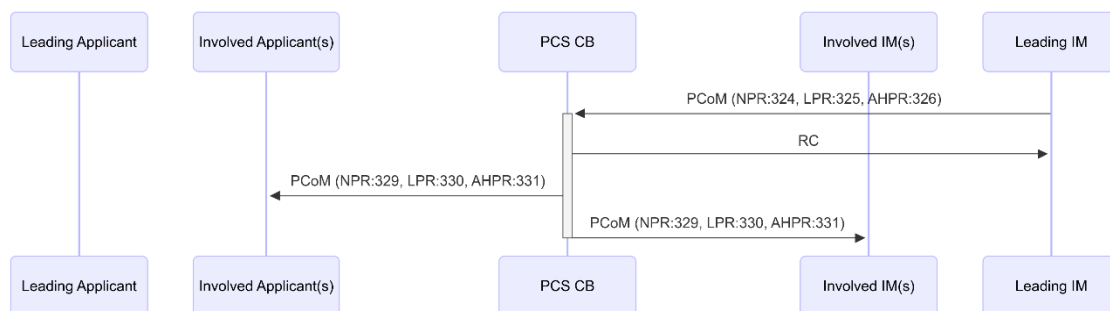 Leading Applicant
Involved Applicant(s)
PCS CB
Involved IM(s)
Leading IM
PCoM (NPR:324, LPR:325, AHPR:326)
RC
PCoM (NPR:329, LPR:330, AHPR:331)
PCoM (NPR:329, LPR:330, AHPR:331)
Leading Applicant
Involved Applicant(s)
PCS CB
Involved IM(s)
Leading IM